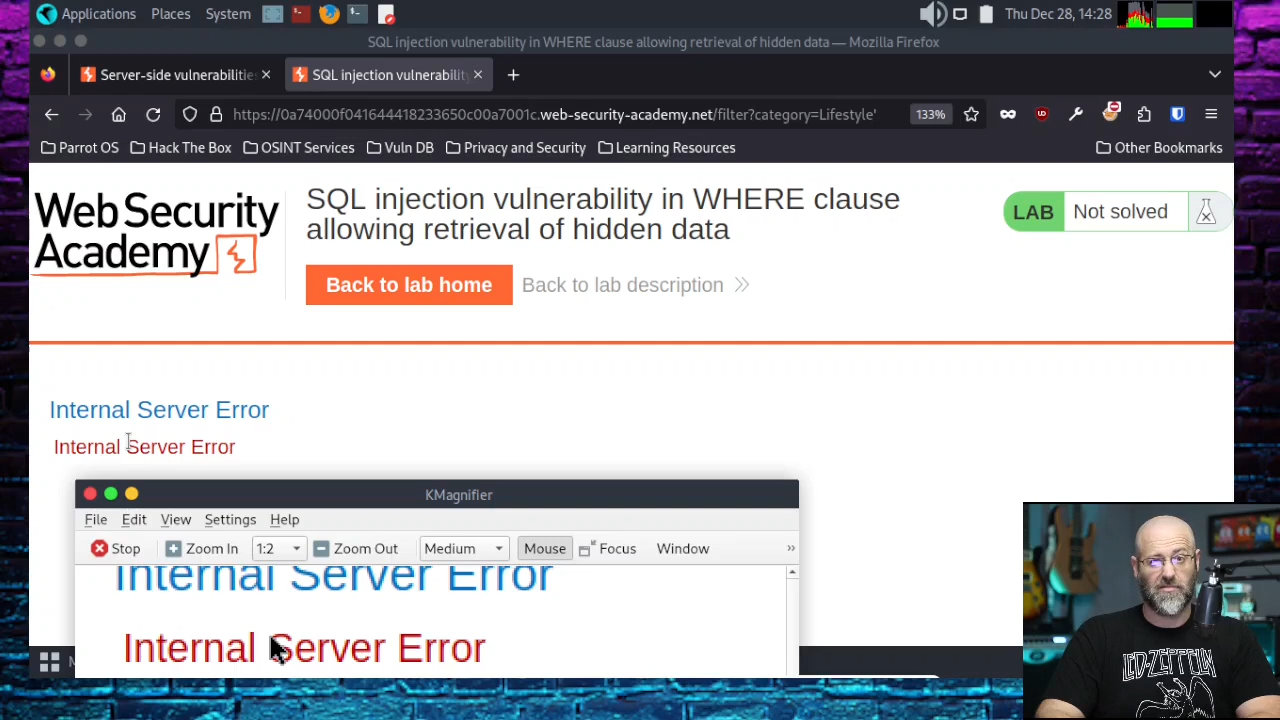 Applications Places System Thu Dec 28, 14:28
SQL injection vulnerability in WHERE clause allowing retrieval of hidden data — Mozilla Firefox
Server-side vulnerabilities SQL injection vulnerability
https://0a74000f041644418233650c00a7001c.web-security-academy.net/filter?category=Lifestyle' 133%
Parrot OS Hack The Box OSINT Services Vuln DB Privacy and Security Learning Resources Other Bookmarks
Web Security
Academy
SQL injection vulnerability in WHERE clause
allowing retrieval of hidden data
LAB Not solved
Back to lab home Back to lab description
Internal Server Error
Internal Server Error
KMagnifier
File Edit View Settings Help
Stop Zoom In 1:2 Zoom Out Medium Mouse Focus Window »
Internal Server Error
Internal Server Error
LED-ZEPPELIN